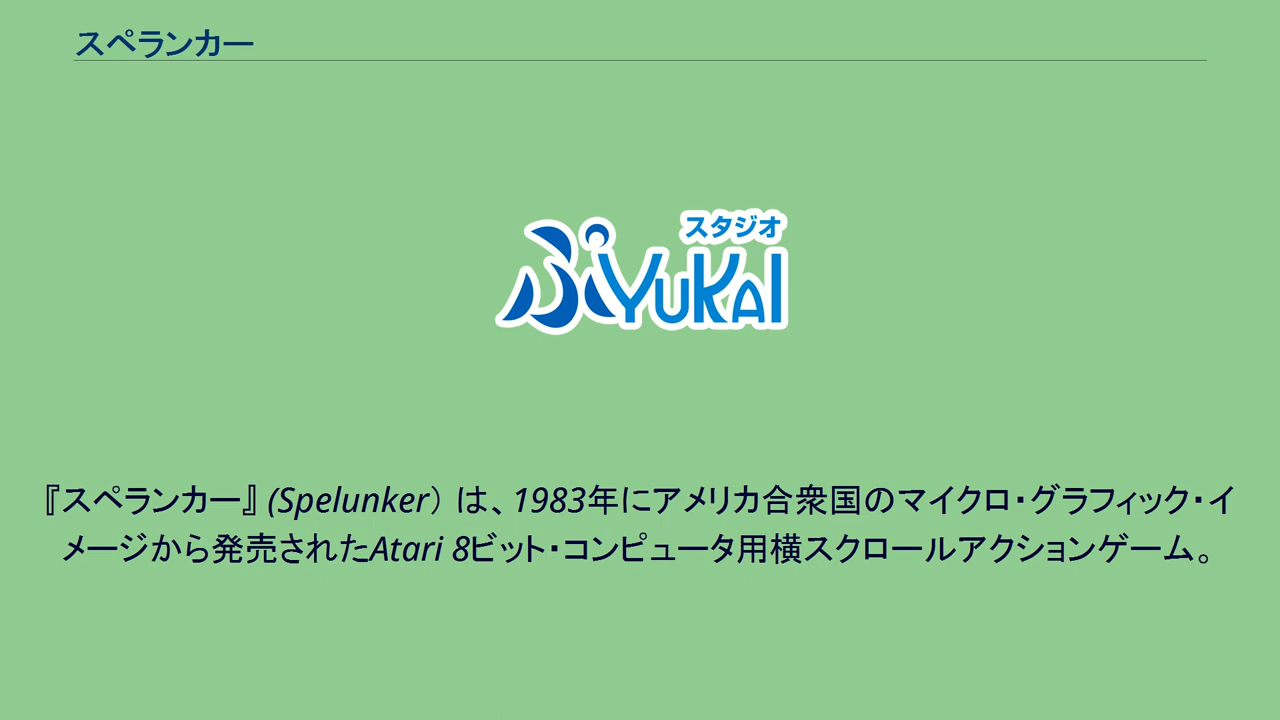 スペランカー
スタジオ
ぷYUKAI
『スペランカー』(Spelunker） は、1983年にアメリカ合衆国のマイクロ・グラフィック・イ
メージから発売されたAtari 8ビット・コンピュータ用横スクロールアクションゲーム。